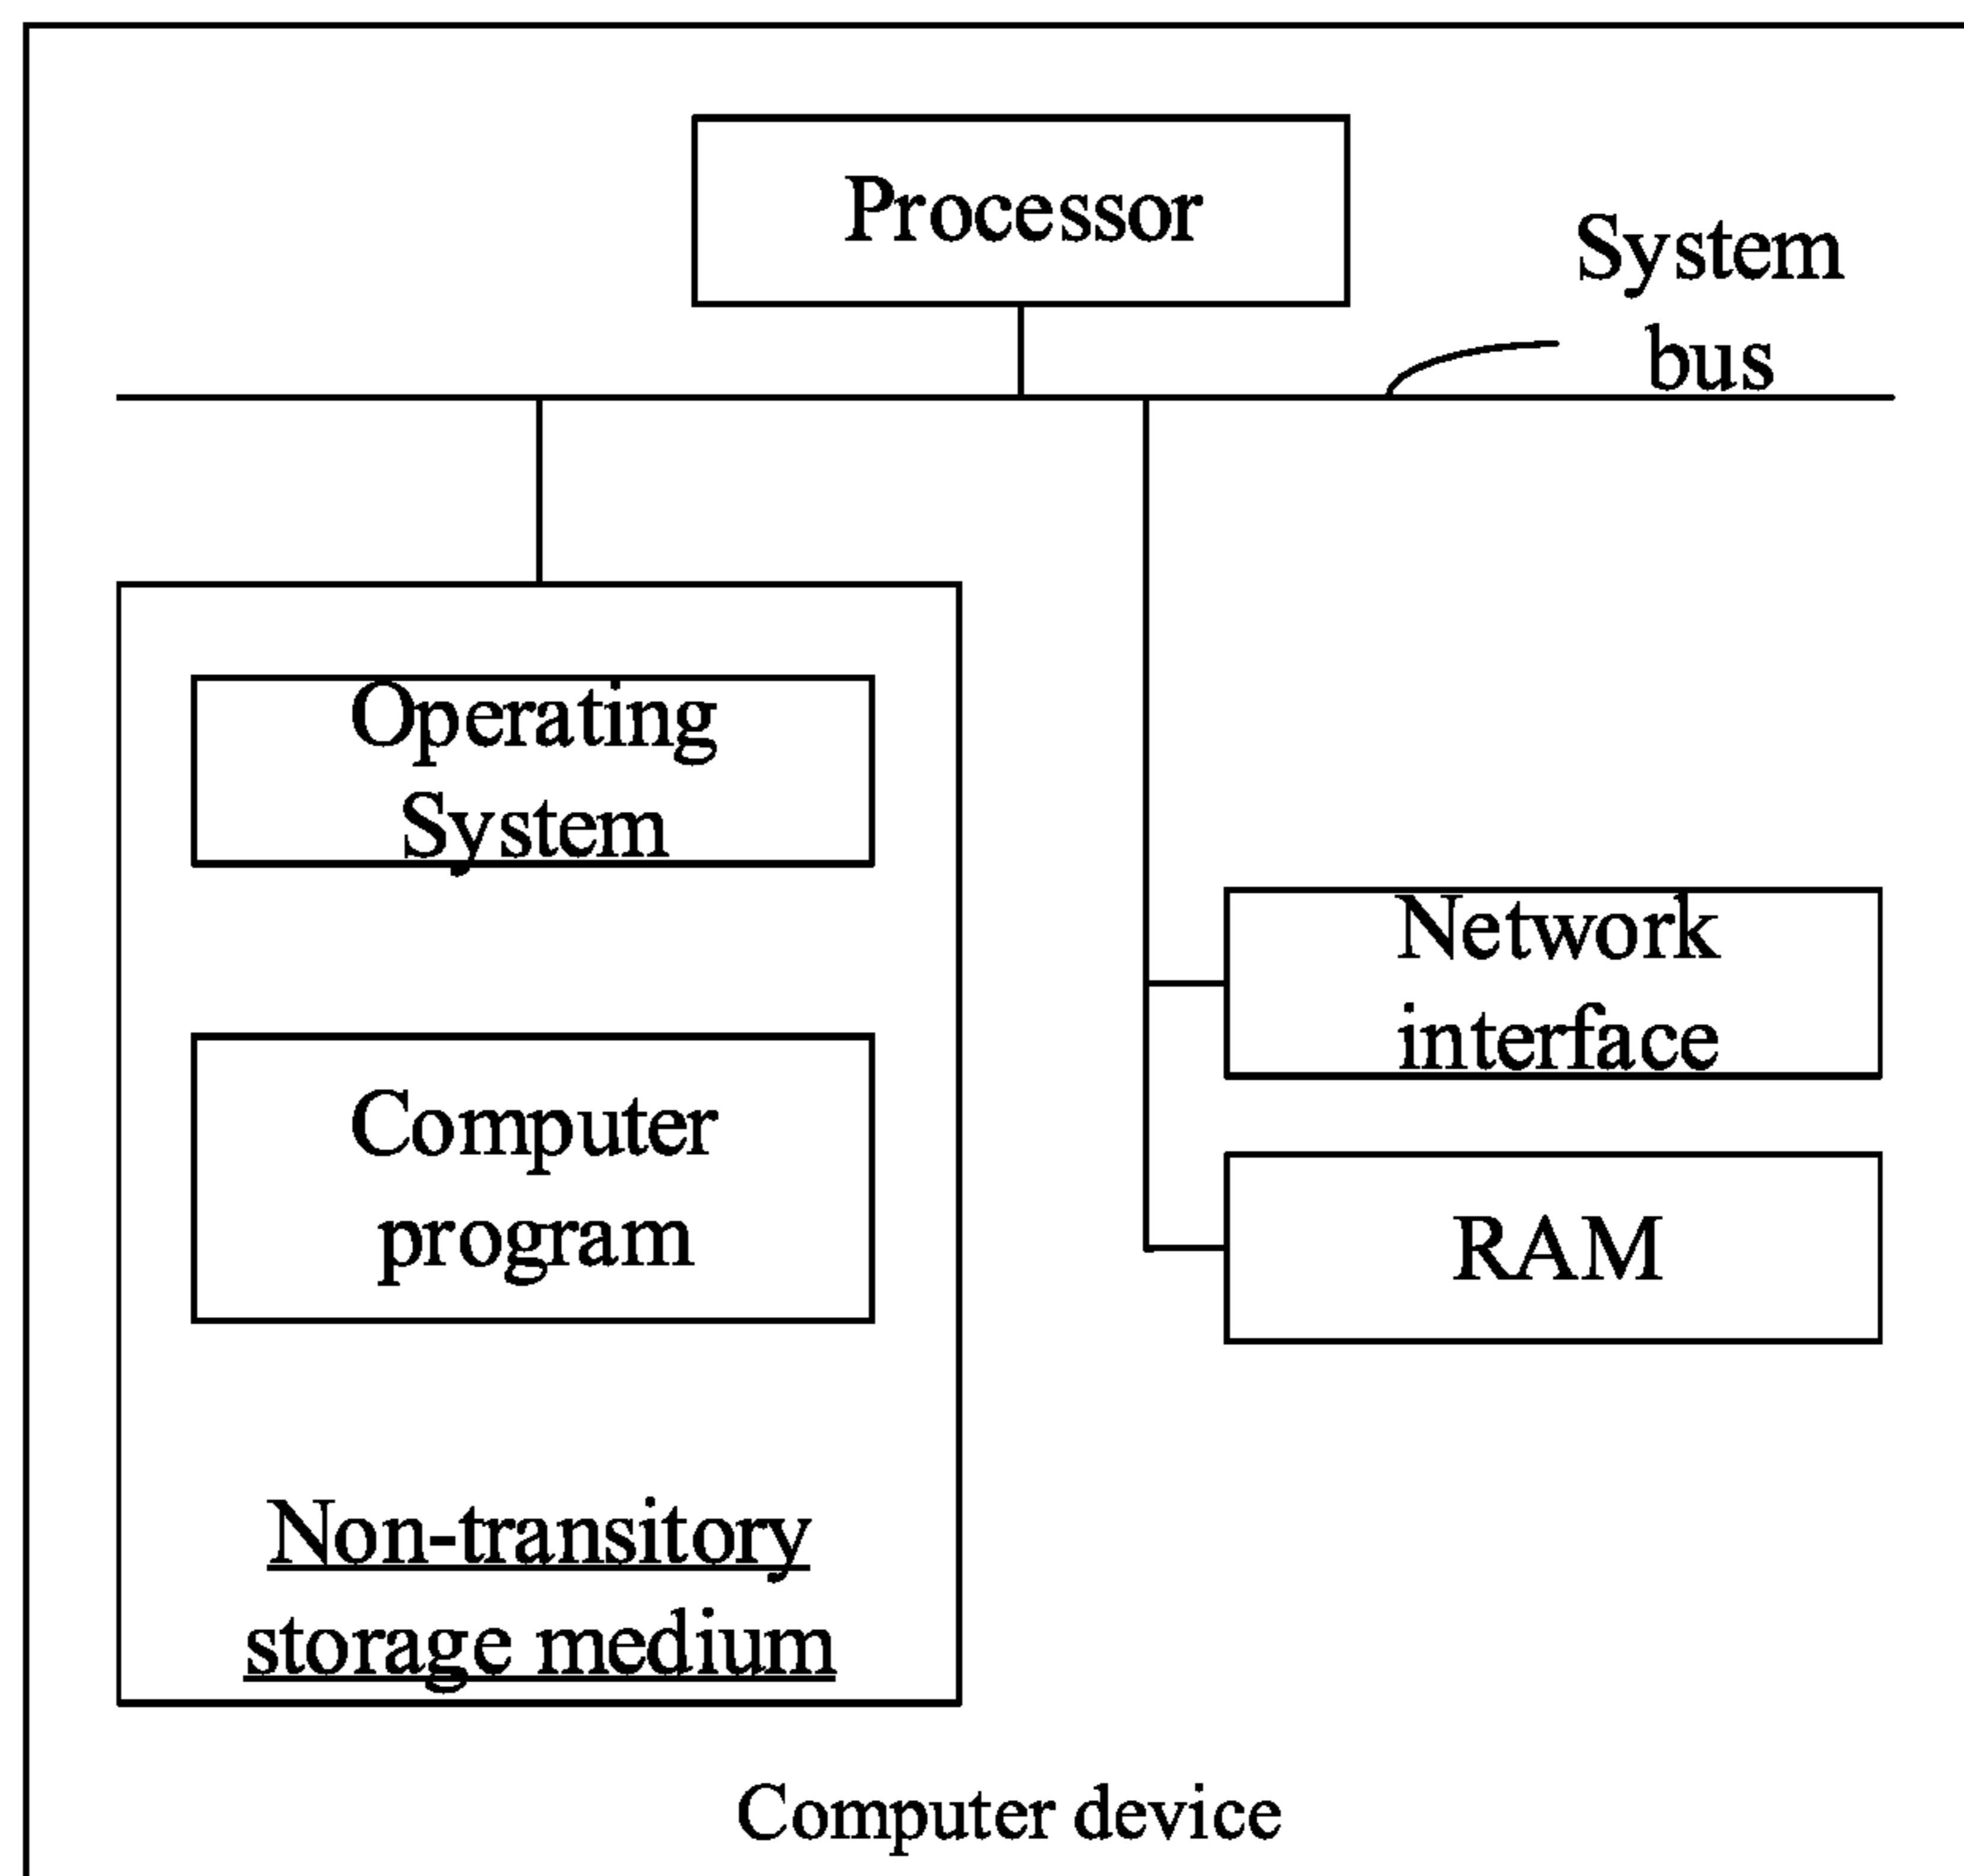 Processor
System
bus
Operating
System
Computer
program
Non-transitory
storage medium
Network
interface
RAM
Computer device